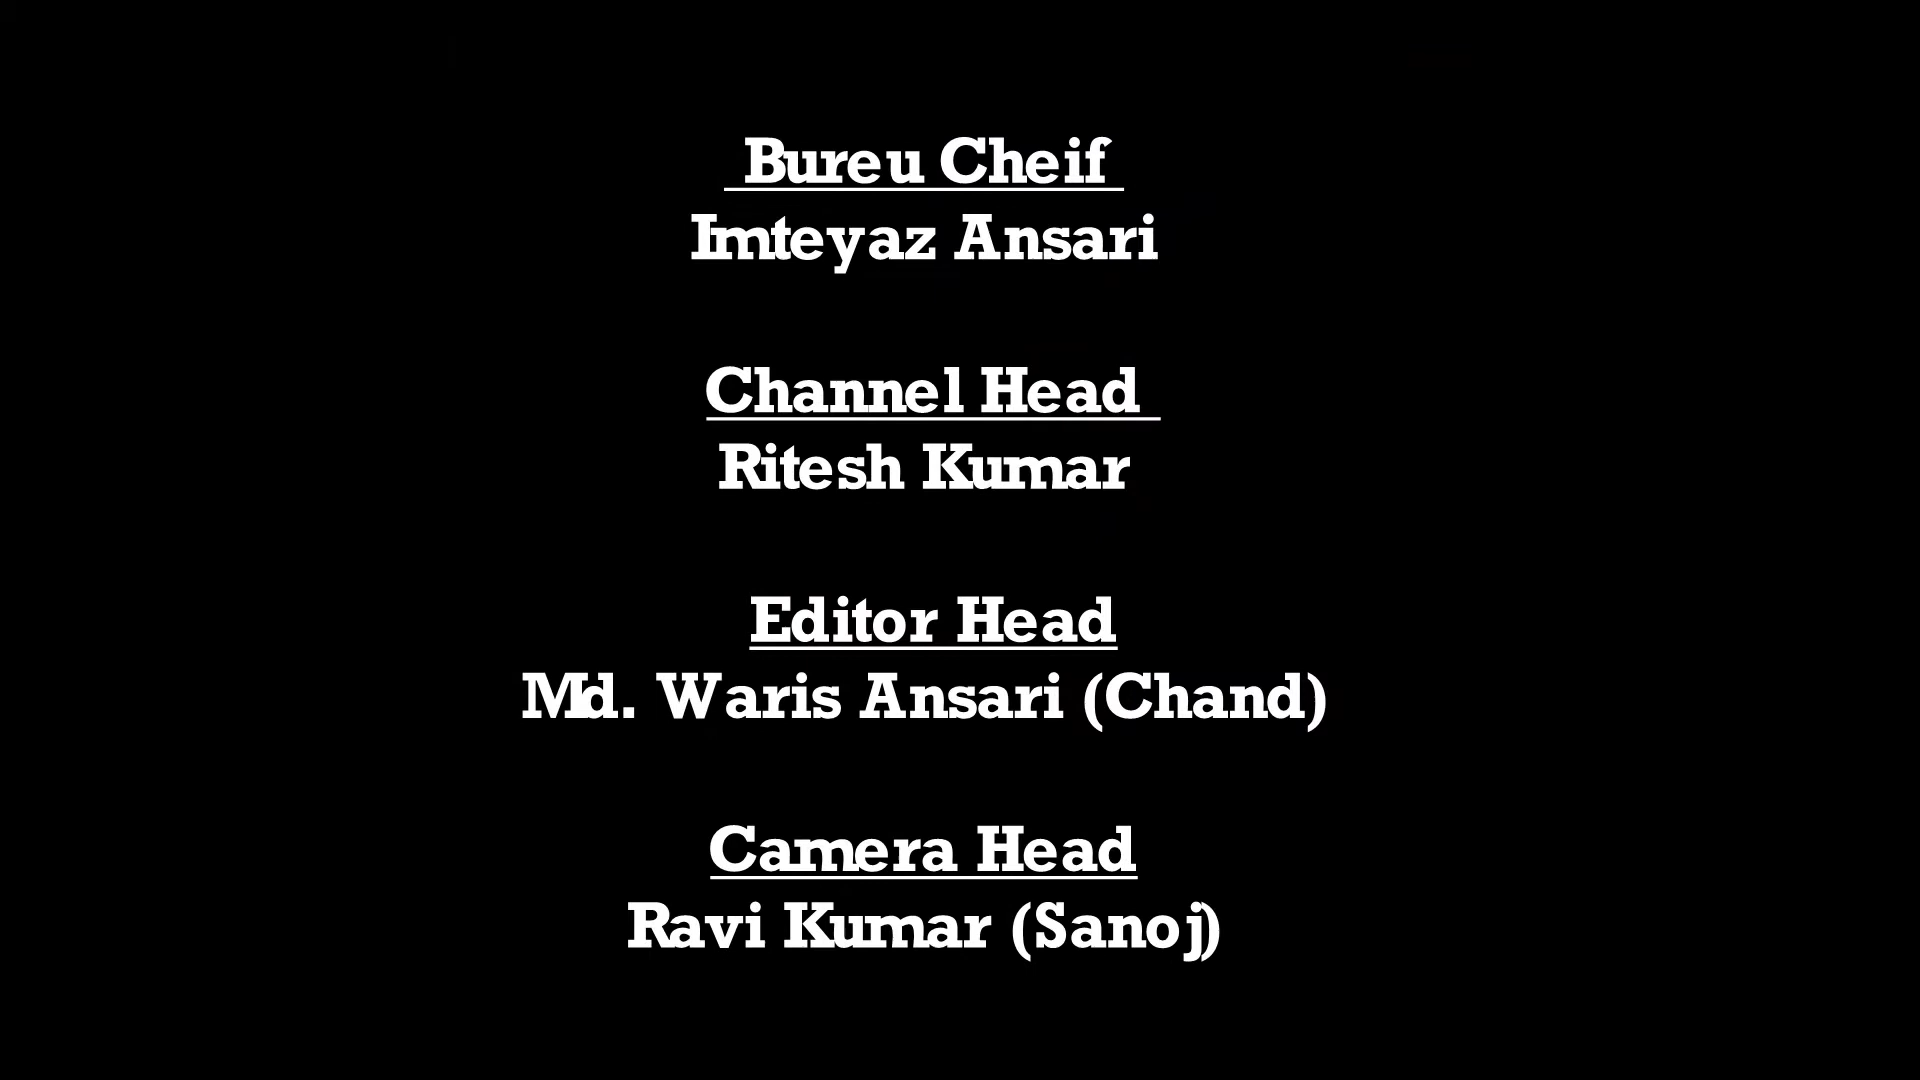 Bureu Cheif
Imteyaz Ansari
Channel Head
Ritesh Kumar
Editor Head
Md. Waris Ansari (Chand)
Camera Head
Ravi Kumar (Sanoj)